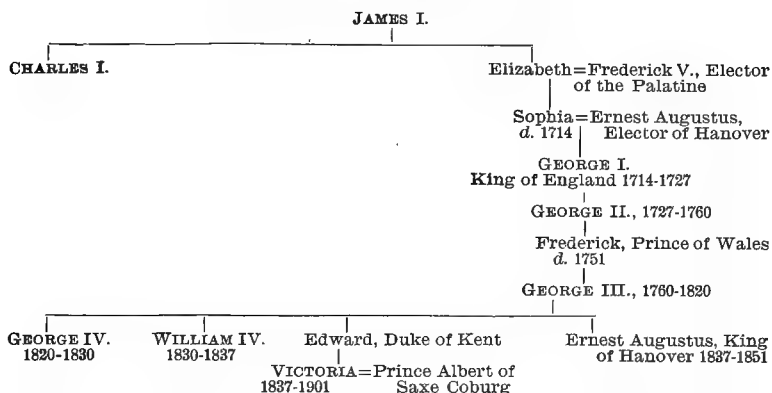 JAMES I.
CHARLES I. Elizabeth=Frederick V., Elector
of the Palatine
Sophia=Ernest Augustus,
d. 1714 Elector of Hanover
GEORGE I.
King of England 1714-1727
GEORGE II., 1727-1760
Frederick, Prince of Wales
d. 1751
GEORGE III., 1760-1820
GEORGE IV. WILLIAM IV. Edward, Duke of Kent Ernest Augustus, King
1820-1830 1830-1837 of Hanover 1837-1851
VICTORIA=Prince Albert of
1837-1901 Saxe Coburg